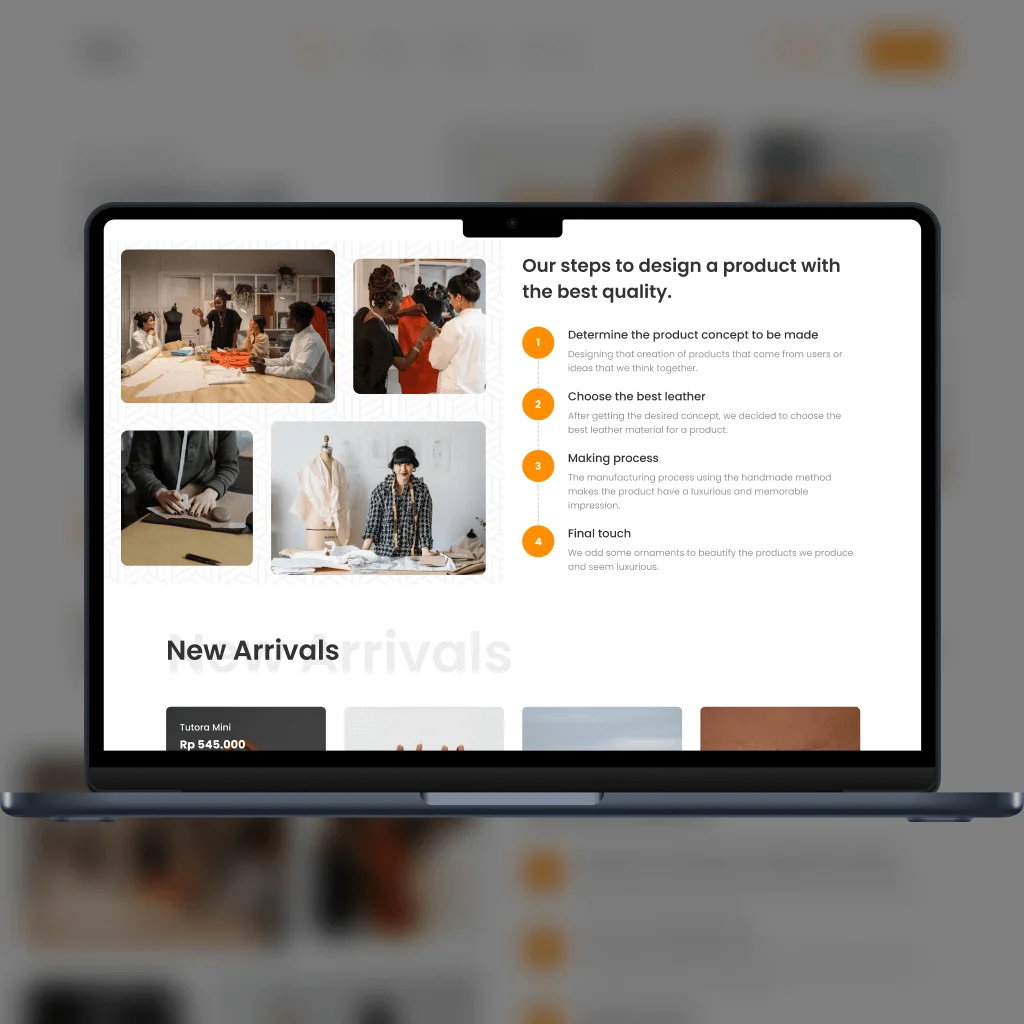 Our steps to design a product with
the best quality.
1
Determine the product concept to be made
Designing that creation of products that come from users or
ideas that we think together.
2
Choose the best leather
After getting the desired concept, we decided to choose the
best leather material for a product.
3
Making process
The manufacturing process using the handmade method
makes the product have a luxurious and memorable
impression.
4
Final touch
We add some ornaments to beautify the products we produce
and seem luxurious.
New Arrivals
New Arrivals
Tutora Mini
Rp 545.000